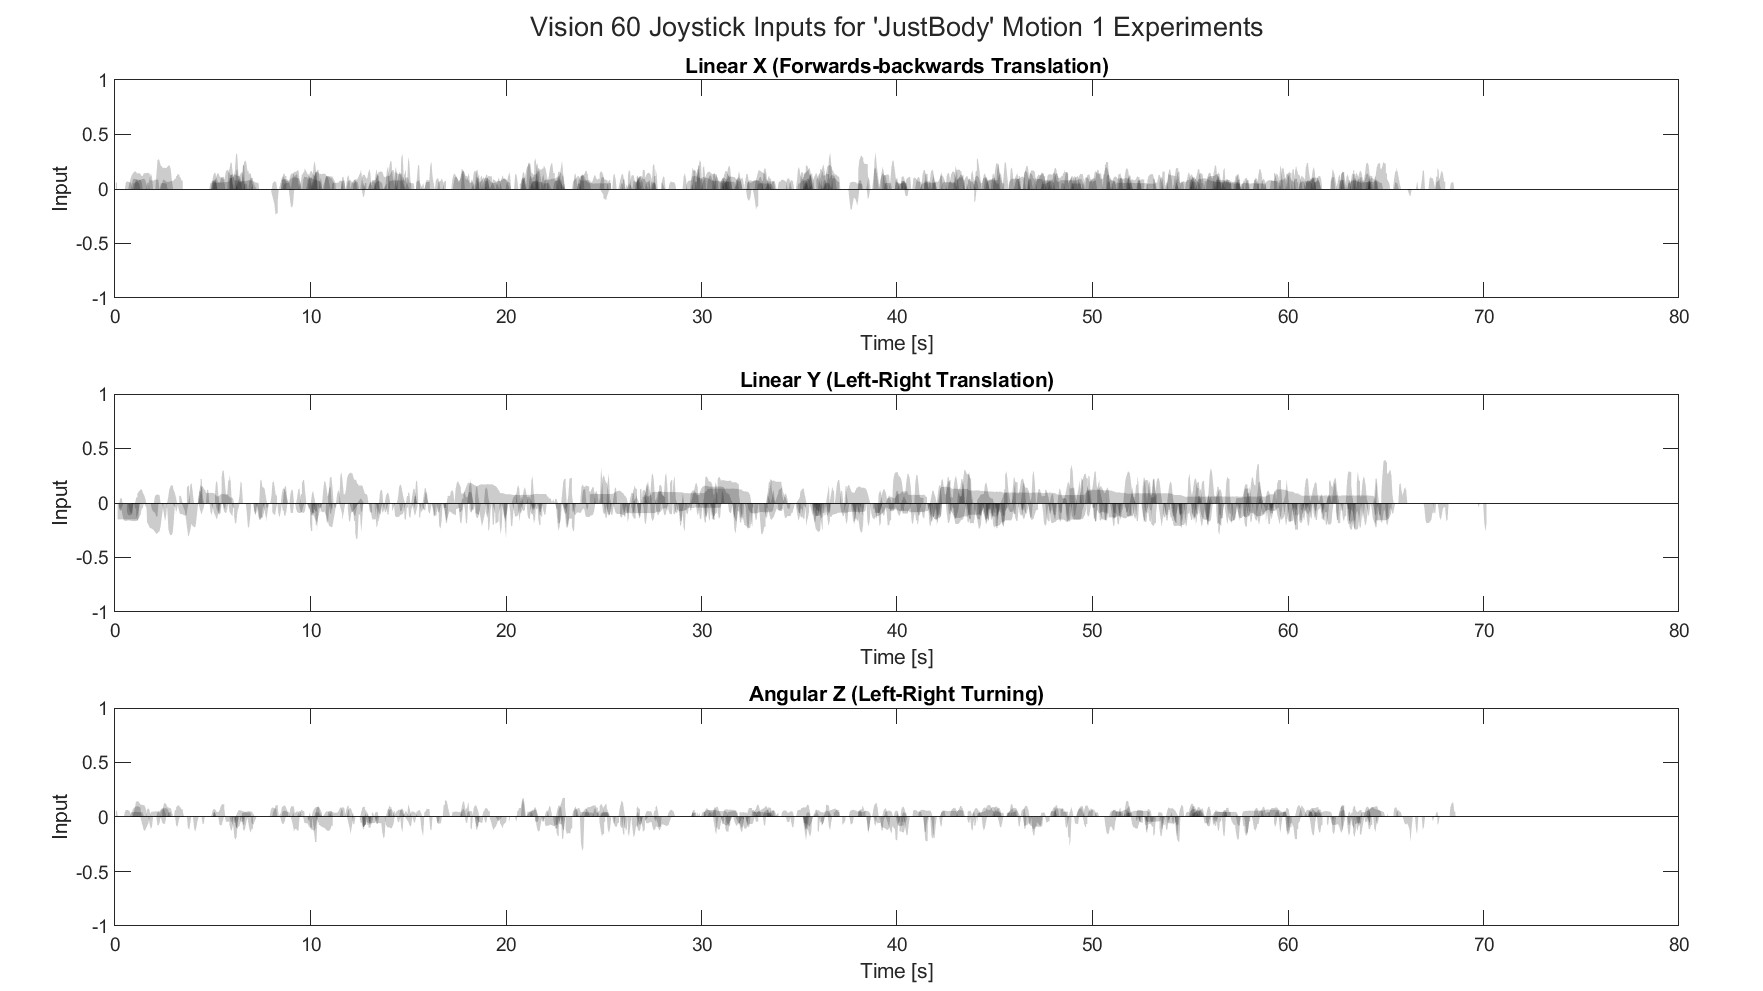 Vision 60 Joystick Inputs for 'JustBody' Motion 1 Experiments
Linear X (Forwards-backwards Translation)
1
0.5
0
-0.5
-1
Input
0 10 20 30 40 50 60 70 80
Time [s]
Linear Y (Left-Right Translation)
1
0.5
0
-0.5
-1
Input
0 10 20 30 40 50 60 70 80
Time [s]
Angular Z (Left-Right Turning)
1
0.5
0
-0.5
-1
Input
0 10 20 30 40 50 60 70 80
Time [s]